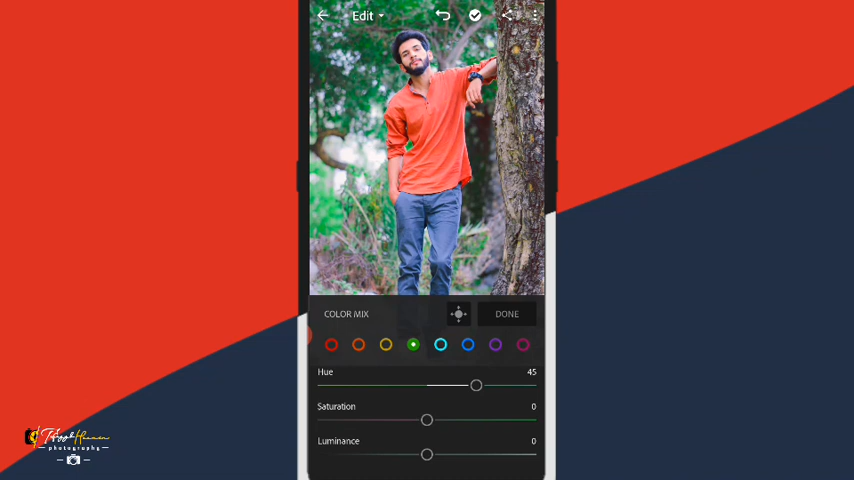 Edit
COLOR MIX
DONE
Hue
45
Saturation
0
Luminance
0
photography